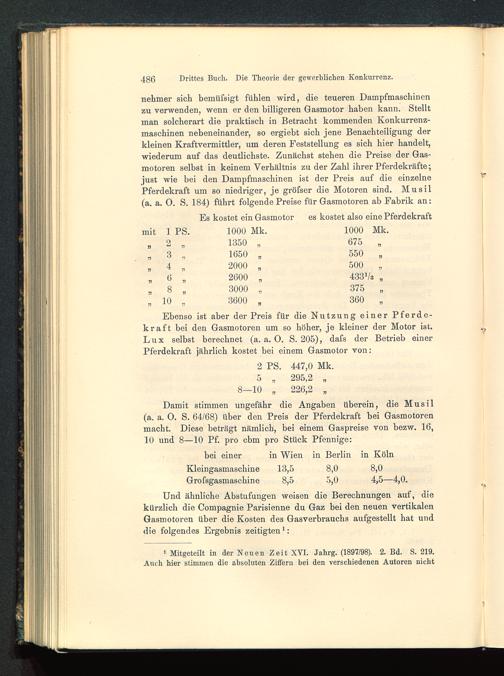 486 Drittes Buch. Die Theorie der gewerblichen Konkurrenz.
nehmer sich bemüſsigt fühlen wird, die teueren Dampfmaschinen
zu verwenden, wenn er den billigeren Gasmotor haben kann. Stellt
man solcherart die praktisch in Betracht kommenden Konkurrenz-
maschinen nebeneinander, so ergiebt sich jene Benachteiligung der
kleinen Kraftvermittler, um deren Feststellung es sich hier handelt,
wiederum auf das deutlichste. Zunächst stehen die Preise der Gas-
motoren selbst in keinem Verhältnis zu der Zahl ihrer Pferdekräfte;
just wie bei den Dampfmaschinen ist der Preis auf die einzelne
Pferdekraft um so niedriger, je gröſser die Motoren sind. Musil
(a. a. O. S. 184) führt folgende Preise für Gasmotoren ab Fabrik an:
Es kostet ein Gasmotor es kostet also eine Pferdekraft
mit 1 PS. 1000 Mk. 1000 Mk.
„ 2 „ 1350 „ 675 „
„ 3 „ 1650 „ 550 „
„ 4 „ 2000 „ 500 „
„ 6 „ 2600 „ 433¹/₃ „
„ 8 „ 3000 „ 375 „
„ 10 „ 3600 „ 360 „
Ebenso ist aber der Preis für die Nutzung einer Pferde-
kraft bei den Gasmotoren um so höher, je kleiner der Motor ist.
Lux selbst berechnet (a. a. O. S. 205), daſs der Betrieb einer
Pferdekraft jährlich kostet bei einem Gasmotor von:
2 PS. 447,0 Mk.
5 „ 295,2 „
8—10 „ 226,2 „
Damit stimmen ungefähr die Angaben überein, die Musil
(a. a. O. S. 64/68) über den Preis der Pferdekraft bei Gasmotoren
macht. Diese beträgt nämlich, bei einem Gaspreise von bezw. 16,
10 und 8—10 Pf. pro cbm pro Stück Pfennige:
bei einer in Wien in Berlin in Köln
Kleingasmaschine 13,5 8,0 8,0
Groſsgasmaschine 8,5 5,0 4,5—4,0.
Und ähnliche Abstufungen weisen die Berechnungen auf, die
kürzlich die Compagnie Parisienne du Gaz bei den neuen vertikalen
Gasmotoren über die Kosten des Gasverbrauchs aufgestellt hat und
die folgendes Ergebnis zeitigten¹:
¹ Mitgeteilt in der Neuen Zeit XVI. Jahrg. (1897/98). 2. Bd. S. 219.
Auch hier stimmen die absoluten Ziffern bei den verschiedenen Autoren nicht